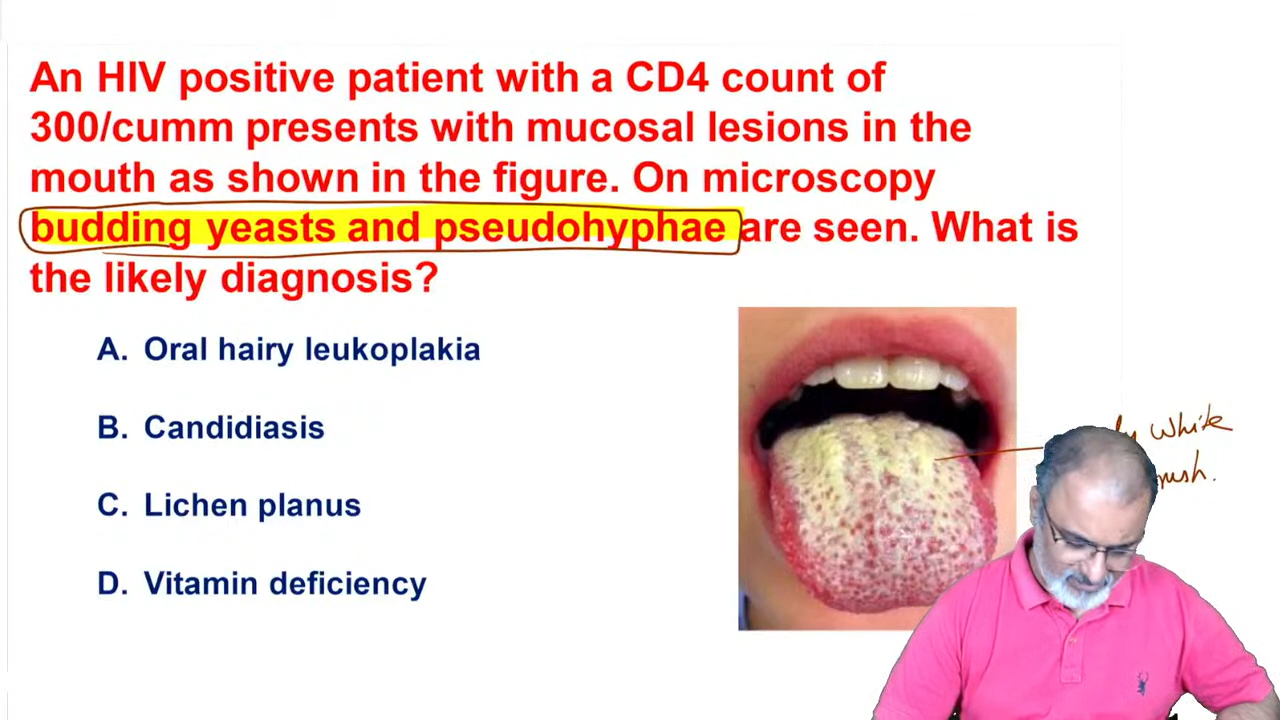 An HIV positive patient with a CD4 count of
300/cumm presents with mucosal lesions in the
mouth as shown in the figure. On microscopy
budding yeasts and pseudohyphae are seen. What is
the likely diagnosis?
A. Oral hairy leukoplakia
B. Candidiasis
C. Lichen planus
D. Vitamin deficiency
white